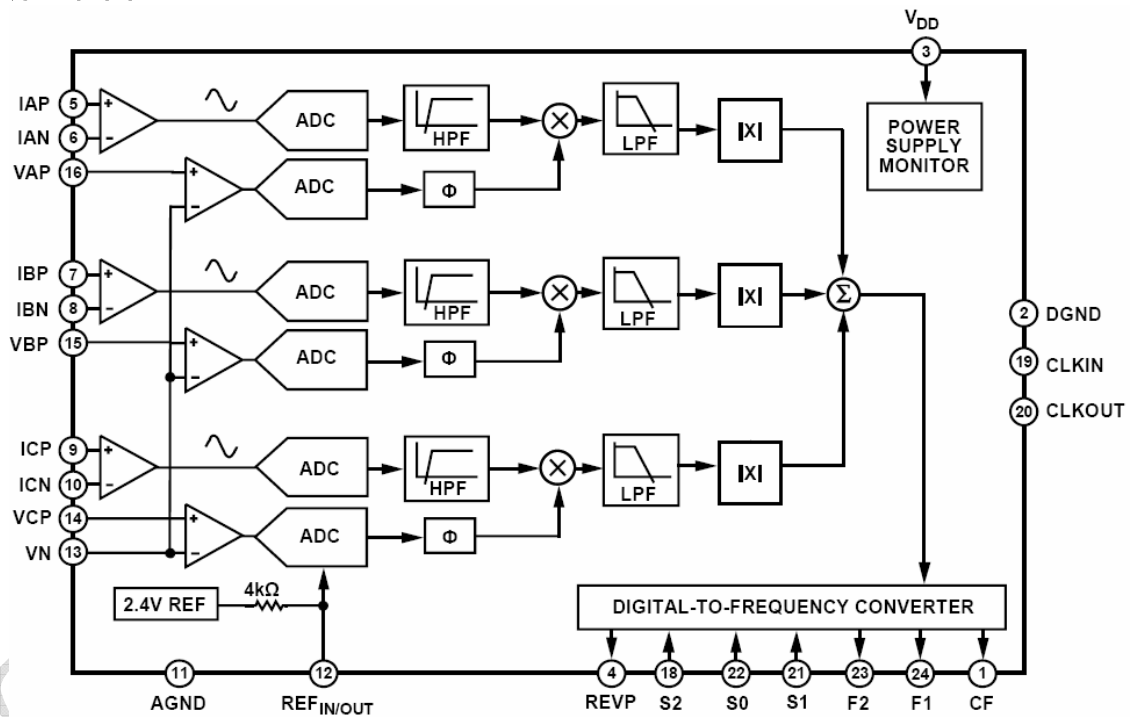 VDD
3
IAP 5 + ADC HPF × LPF |X|
IAN 6 −
POWER
SUPPLY
MONITOR
VAP 16 + − ADC Φ
IBP 7 + ADC HPF × LPF |X| Σ
IBN 8 −
2 DGND
VBP 15 + − ADC Φ
19 CLKIN
20 CLKOUT
ICP 9 + ADC HPF × LPF |X|
ICN 10 −
VCP 14 + ADC Φ
VN 13 −
2.4V REF 4kΩ
DIGITAL-TO-FREQUENCY CONVERTER
11 12 4 18 22 21 23 24 1
AGND REFIN/OUT REVP S2 S0 S1 F2 F1 CF